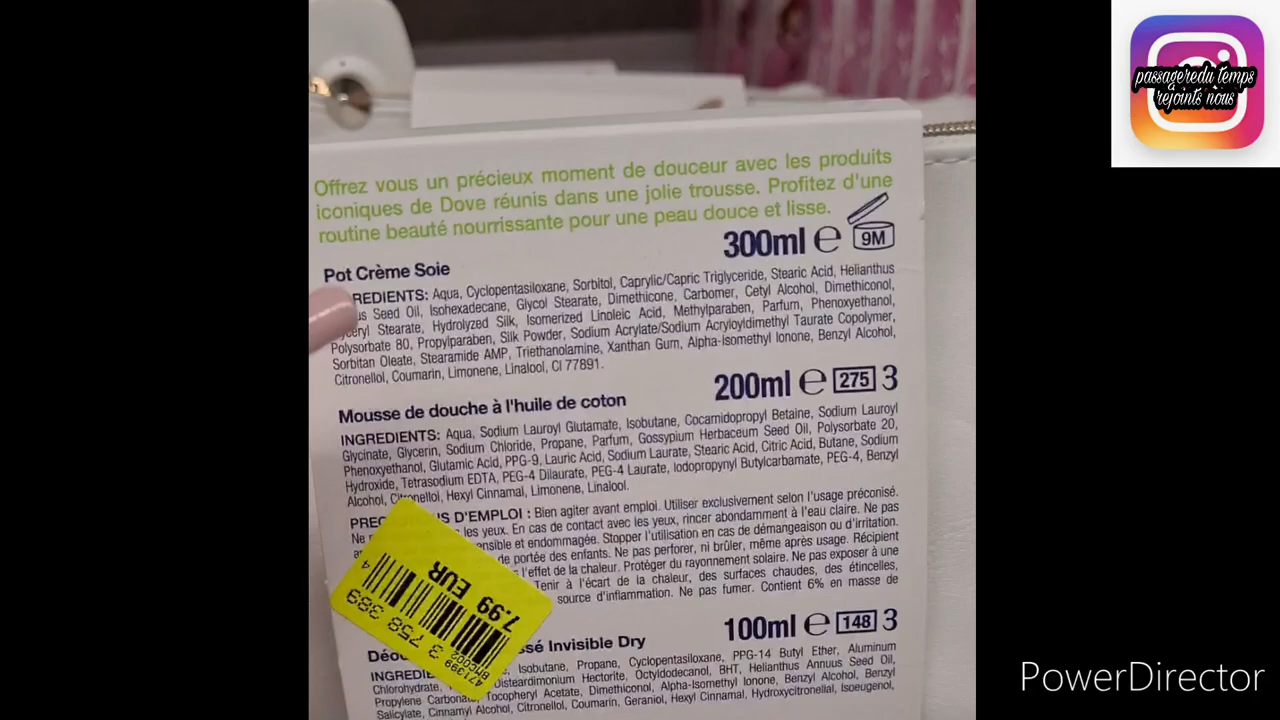 passageredu temps
rejoints nous
Offrez vous un précieux moment de douceur avec les produits
iconiques de Dove réunis dans une jolie trousse. Profitez d'une
routine beauté nourrissante pour une peau douce et lisse.
300ml e 9M
Pot Crème Soie
REDIENTS: Aqua, Cyclopentasiloxane, Sorbitol, Caprylic/Capric Triglyceride, Stearic Acid, Helianthus
Seed Oil, Isohexadecane, Glycol Stearate, Dimethicone, Carbomer, Cetyl Alcohol, Dimethiconol,
Stearate, Hydrolyzed Silk, Isomerized Linoleic Acid, Methylparaben, Parfum, Phenoxyethanol,
Polysorbate 80, Propylparaben, Silk Powder, Sodium Acrylate/Sodium Acryloyldimethyl Taurate Copolymer,
Sorbitan Oleate, Stearamide AMP, Triethanolamine, Xanthan Gum, Alpha-Isomethyl Ionone, Benzyl Alcohol,
Citronellol, Coumarin, Limonene, Linalool, CI 77891.
200ml e 275 3
Mousse de douche à l'huile de coton
INGREDIENTS: Aqua, Sodium Lauroyl Glutamate, Isobutane, Cocamidopropyl Betaine, Sodium Lauroyl
Glycinate, Glycerin, Sodium Chloride, Propane, Parfum, Gossypium Herbaceum Seed Oil, Polysorbate 20,
Phenoxyethanol, Glutamic Acid, PPG-9, Lauric Acid, Sodium Laurate, Stearic Acid, Citric Acid, Butane, Sodium
Hydroxide, Tetrasodium EDTA, PEG-4 Dilaurate, PEG-4 Laurate, Iodopropynyl Butylcarbamate, PEG-4, Benzyl
Alcohol, Citronellol, Hexyl Cinnamal, Limonene, Linalool.
D'EMPLOI : Bien agiter avant emploi. Utiliser exclusivement selon l'usage préconisé.
Ne les yeux. En cas de contact avec les yeux, rincer abondamment à l'eau claire. Ne pas
et endommagée. Stopper l'utilisation en cas de démangeaison ou d'irritation.
de portée des enfants. Ne pas perforer, ni brûler, même après usage. Récipient
l'effet de la chaleur. Protéger du rayonnement solaire. Ne pas exposer à une
Tenir à l'écart de la chaleur, des surfaces chaudes, des étincelles,
source d'inflammation. Ne pas fumer. Contient 6% en masse de
7.99 EUR
3 758 389
100ml e 148 3
Invisible Dry
Isobutane, Propane, Cyclopentasiloxane, PPG-14 Butyl Ether, Aluminum
Chlorohydrate, Disteardimonium Hectorite, Octyldodecanol, BHT, Helianthus Annuus Seed Oil,
Propylene Carbonate, Tocopheryl Acetate, Dimethiconol, Alpha-Isomethyl Ionone, Benzyl Alcohol, Benzyl
Salicylate, Cinnamyl Alcohol, Citronellol, Coumarin, Geraniol, Hexyl Cinnamal, Hydroxycitronellal, Isoeugenol,
PowerDirector